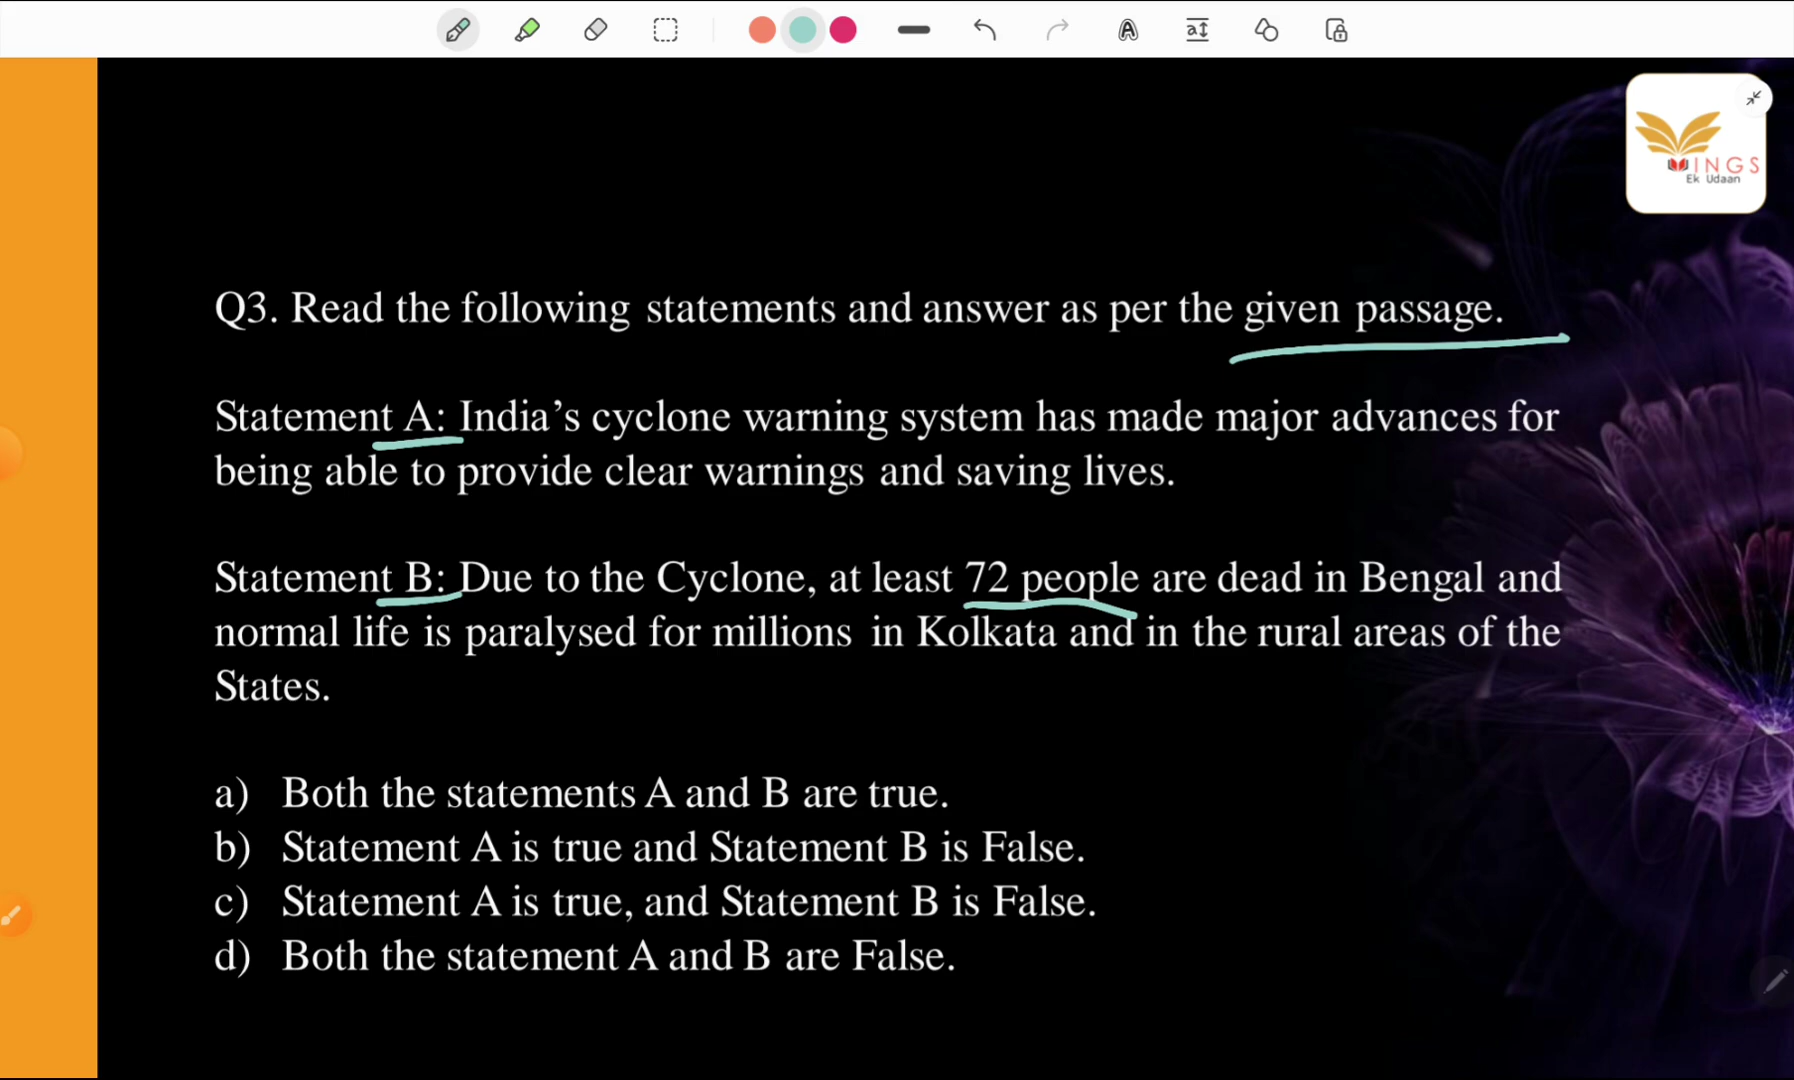 A a
WINGS
Ek Udaan
Q3. Read the following statements and answer as per the given passage.
Statement A: India’s cyclone warning system has made major advances for
being able to provide clear warnings and saving lives.
Statement B: Due to the Cyclone, at least 72 people are dead in Bengal and
normal life is paralysed for millions in Kolkata and in the rural areas of the
States.
a) Both the statements A and B are true.
b) Statement A is true and Statement B is False.
c) Statement A is true, and Statement B is False.
d) Both the statement A and B are False.